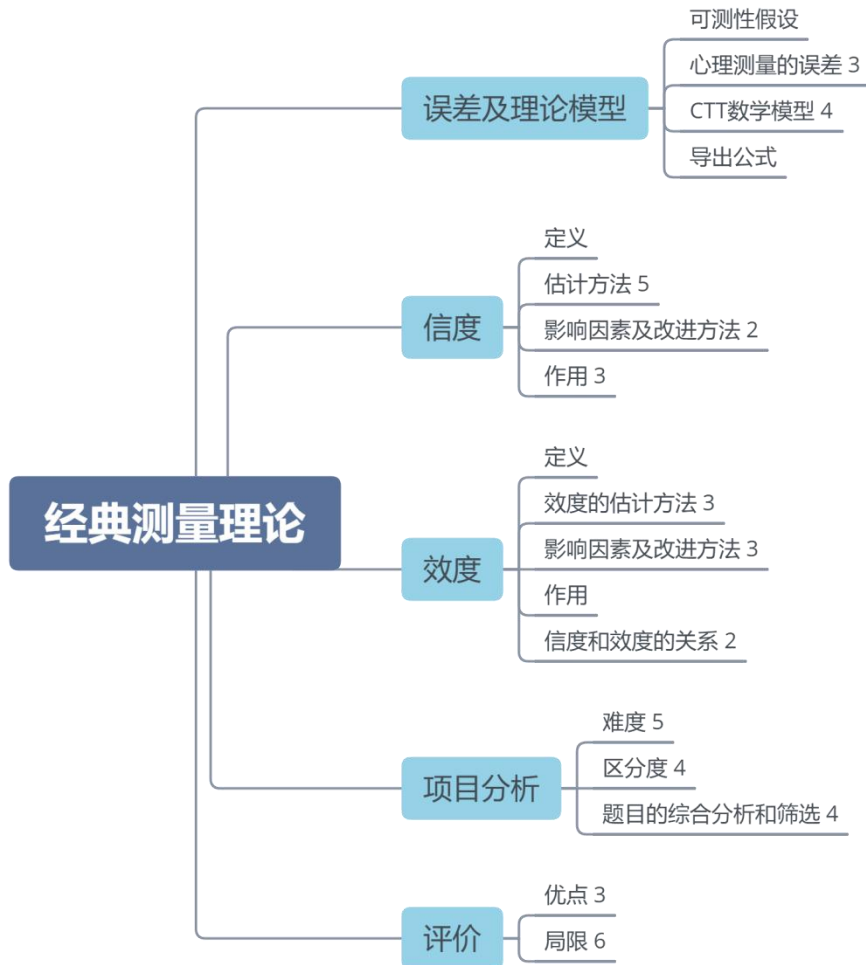 经典测量理论
误差及理论模型
可测性假设
心理测量的误差 3
CTT数学模型 4
导出公式
信度
定义
估计方法 5
影响因素及改进方法 2
作用 3
效度
定义
效度的估计方法 3
影响因素及改进方法 3
作用
信度和效度的关系 2
项目分析
难度 5
区分度 4
题目的综合分析和筛选 4
评价
优点 3
局限 6